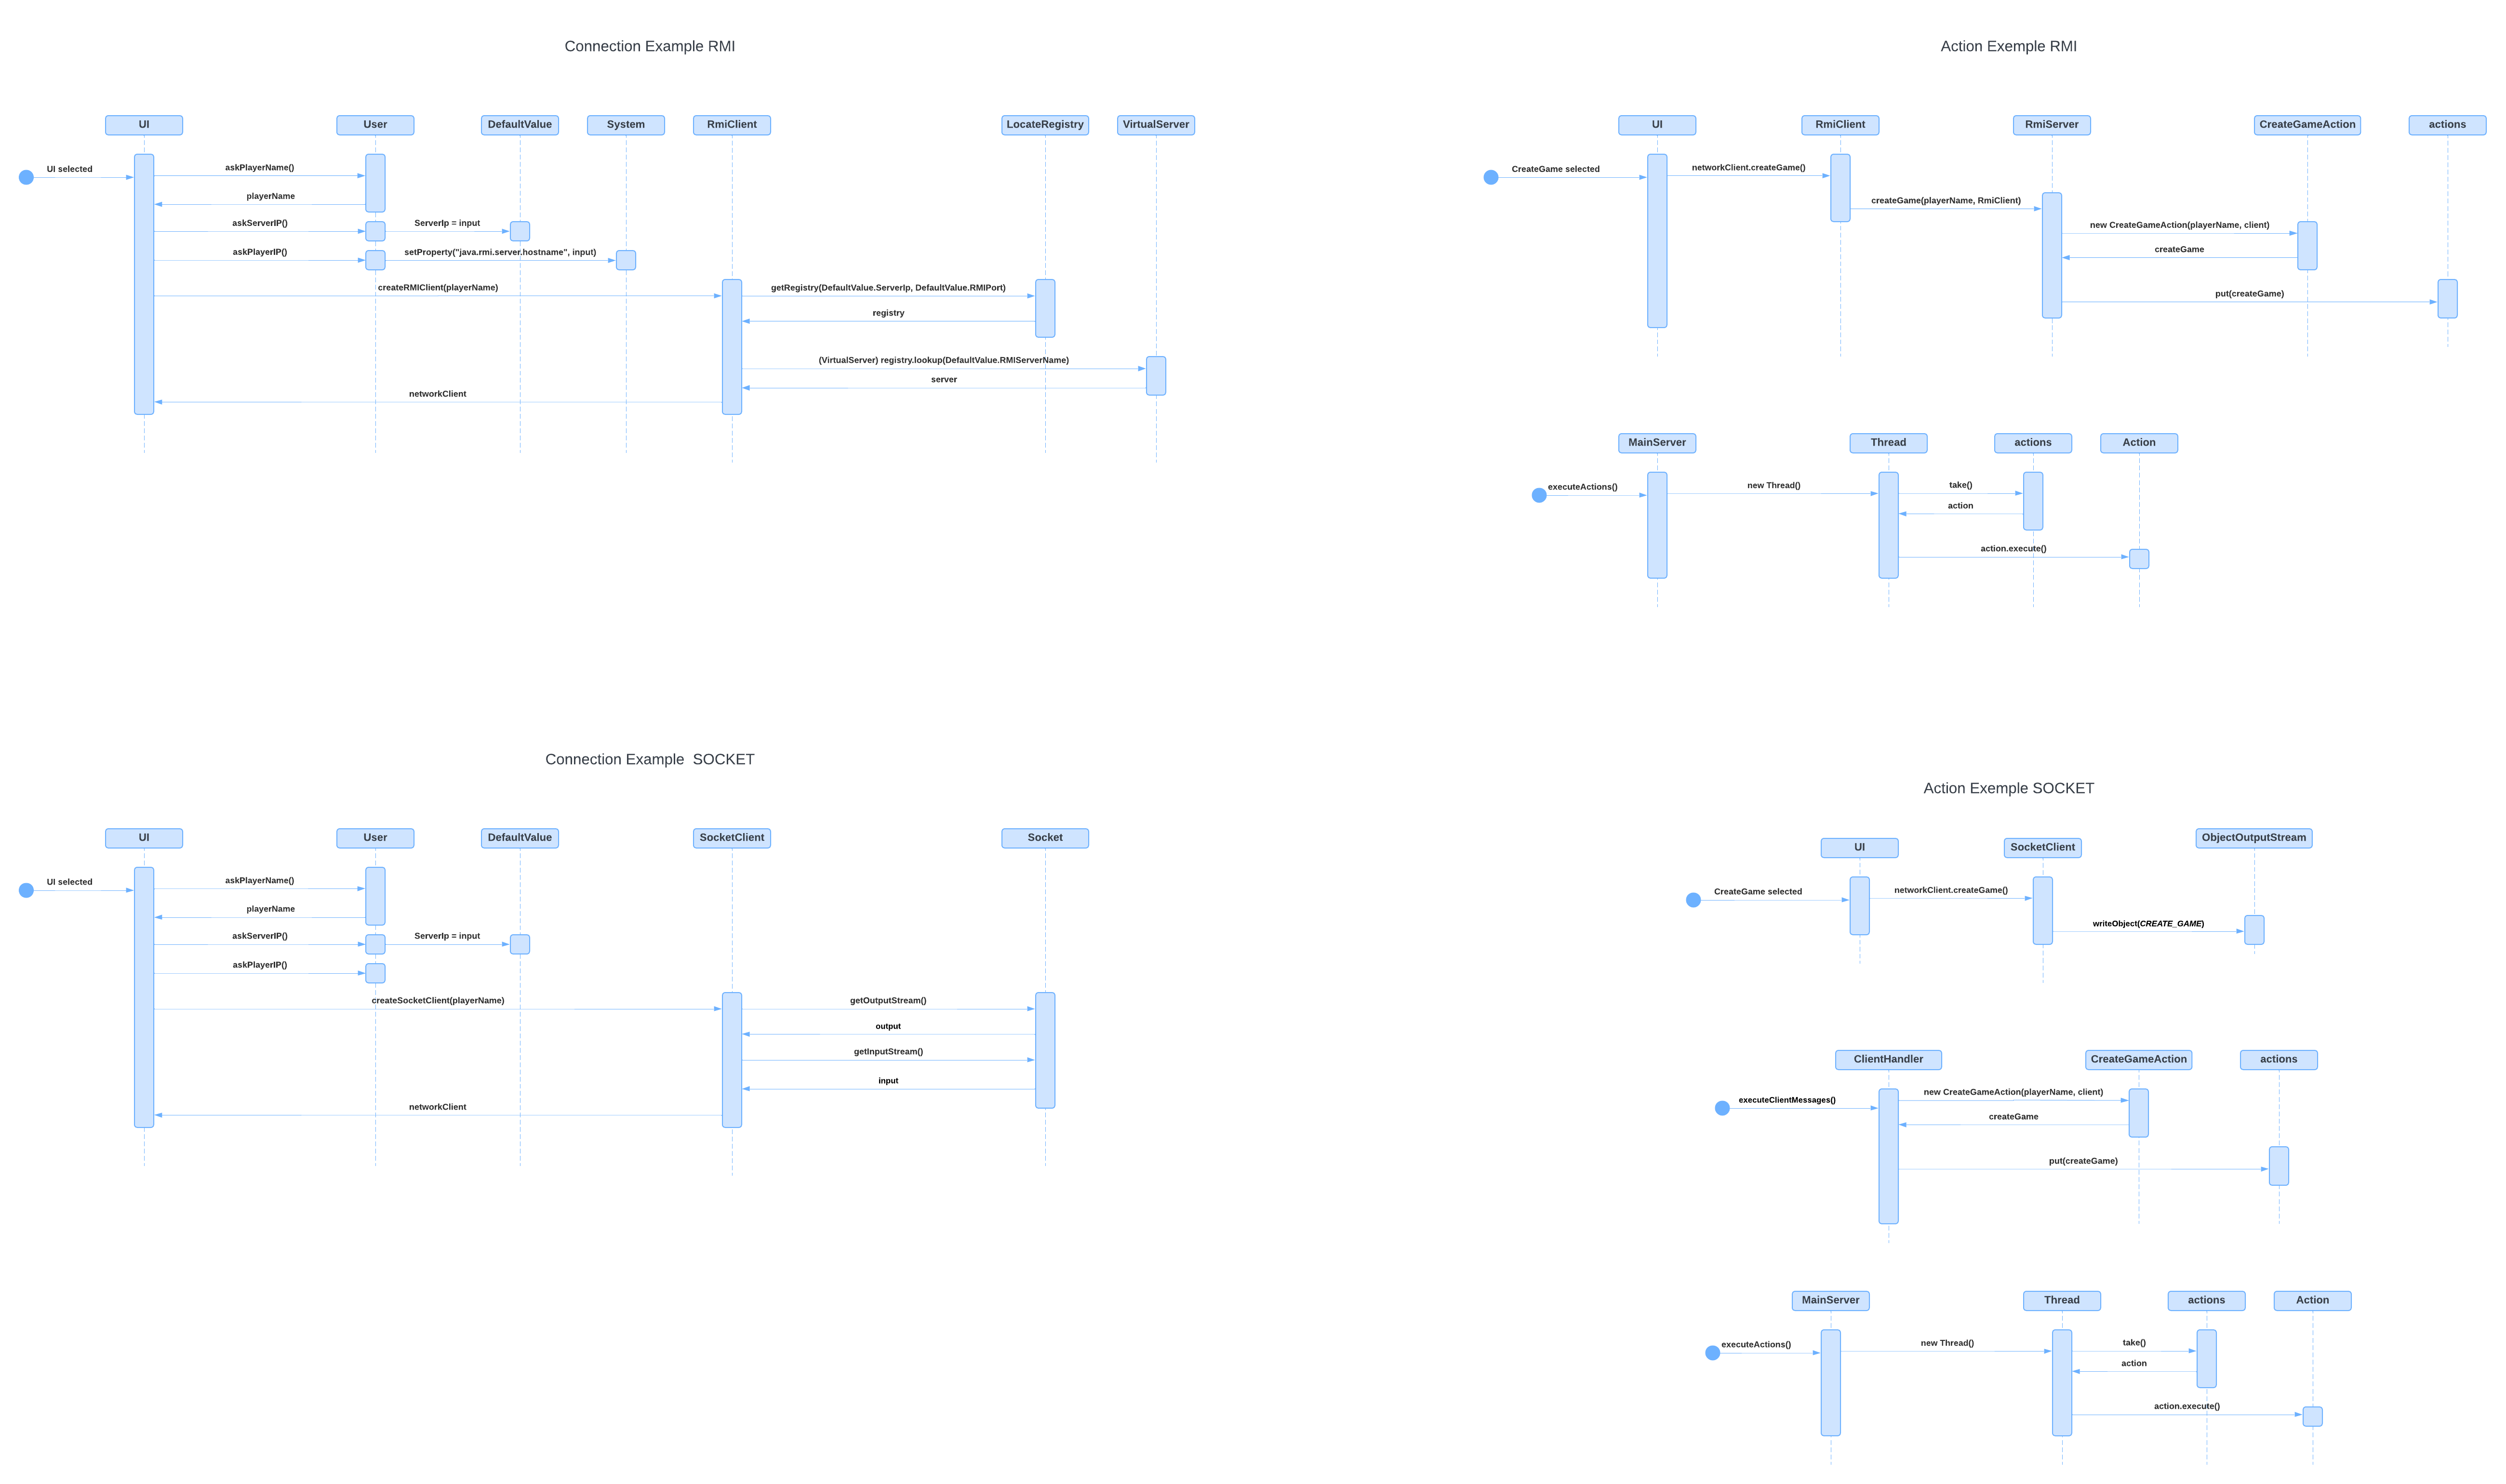 Connection Example RMI
UI
User
DefaultValue
System
RmiClient
LocateRegistry
VirtualServer
UI selected
askPlayerName()
playerName
askServerIP()
ServerIp = input
askPlayerIP()
setProperty("java.rmi.server.hostname", input)
createRMIClient(playerName)
getRegistry(DefaultValue.ServerIp, DefaultValue.RMIPort)
registry
(VirtualServer) registry.lookup(DefaultValue.RMIServerName)
server
networkClient
Action Exemple RMI
UI
RmiClient
RmiServer
CreateGameAction
actions
CreateGame selected
networkClient.createGame()
createGame(playerName, RmiClient)
new CreateGameAction(playerName, client)
createGame
put(createGame)
MainServer
Thread
actions
Action
executeActions()
new Thread()
take()
action
action.execute()
Connection Example  SOCKET
UI
User
DefaultValue
SocketClient
Socket
UI selected
askPlayerName()
playerName
askServerIP()
ServerIp = input
askPlayerIP()
createSocketClient(playerName)
getOutputStream()
output
getInputStream()
input
networkClient
Action Exemple SOCKET
UI
SocketClient
ObjectOutputStream
CreateGame selected
networkClient.createGame()
writeObject(CREATE_GAME)
ClientHandler
CreateGameAction
actions
executeClientMessages()
new CreateGameAction(playerName, client)
createGame
put(createGame)
MainServer
Thread
actions
Action
executeActions()
new Thread()
take()
action
action.execute()